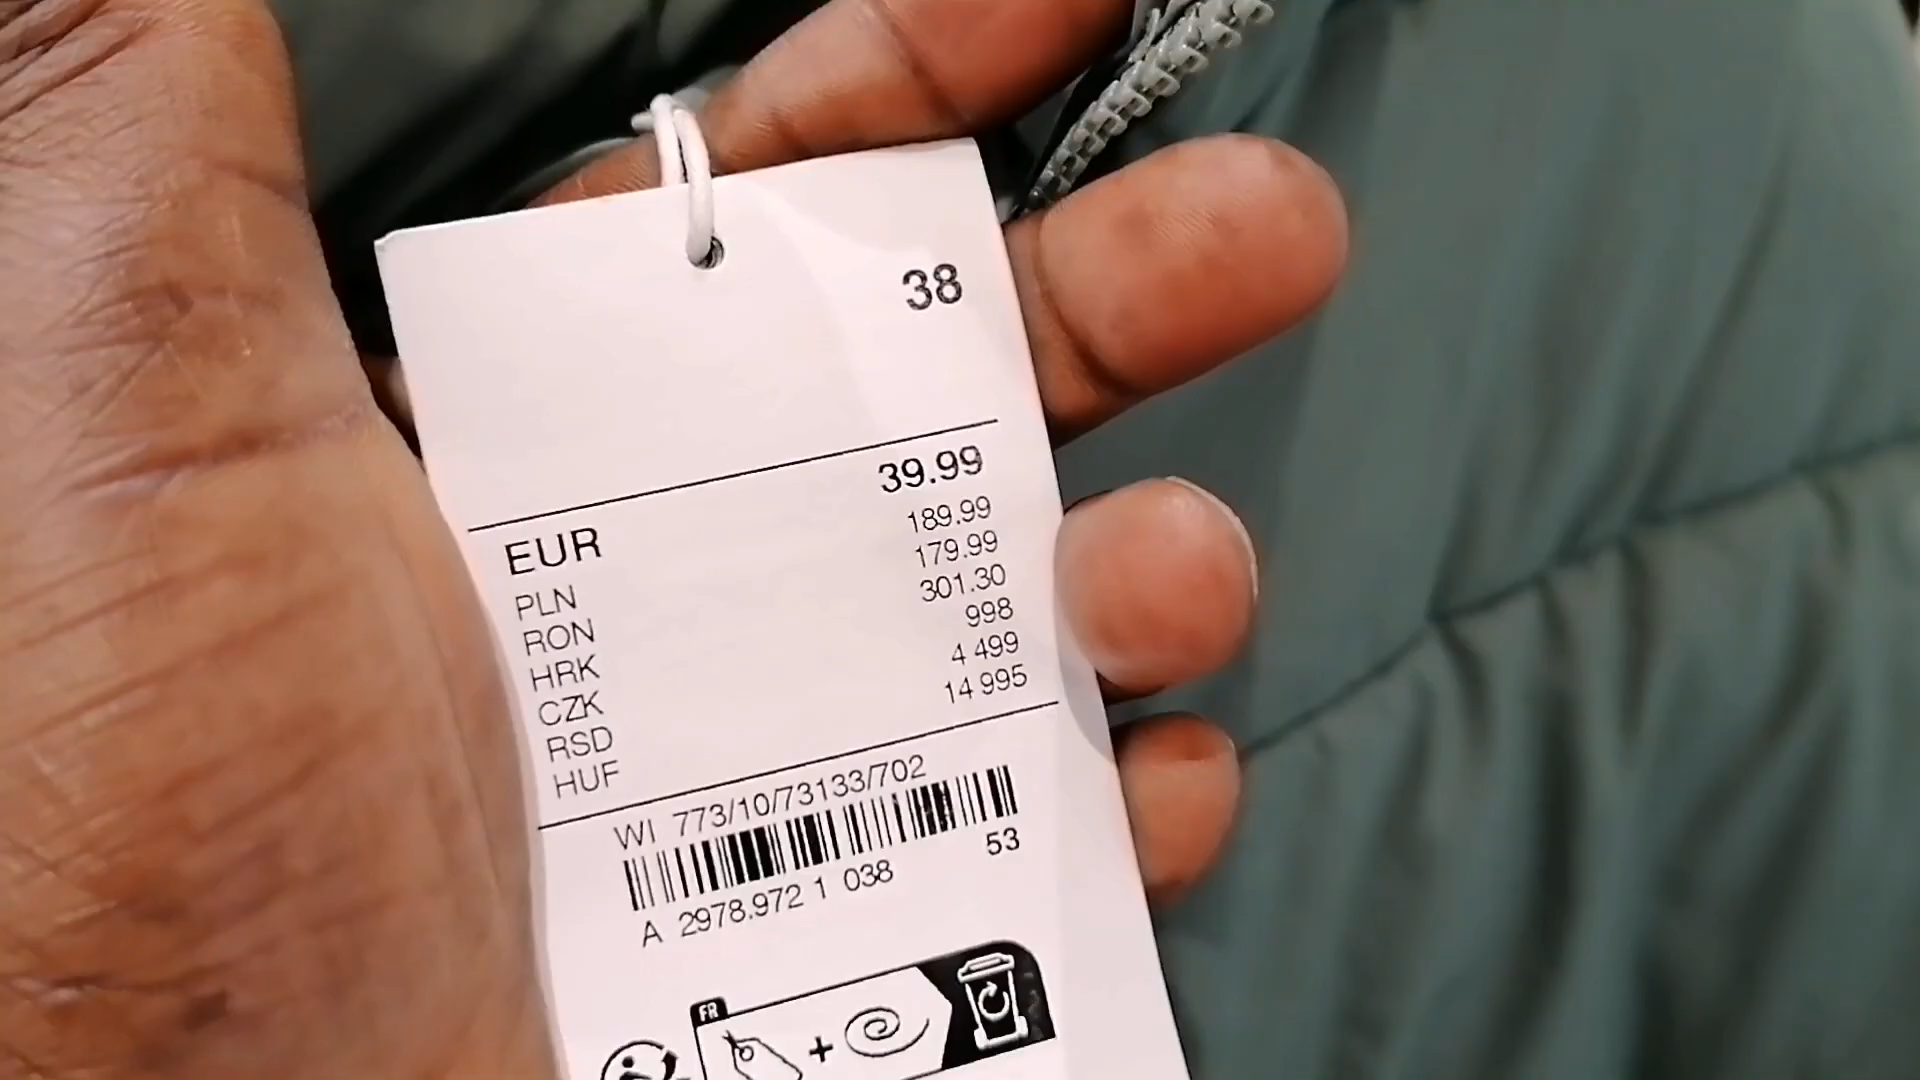 38
EUR 39.99
PLN 189.99
RON 179.99
HRK 301.30
CZK 998
RSD 4 499
HUF 14 995
WI 773/10/73133/702
53
A 2978.972 1 038
FR
+